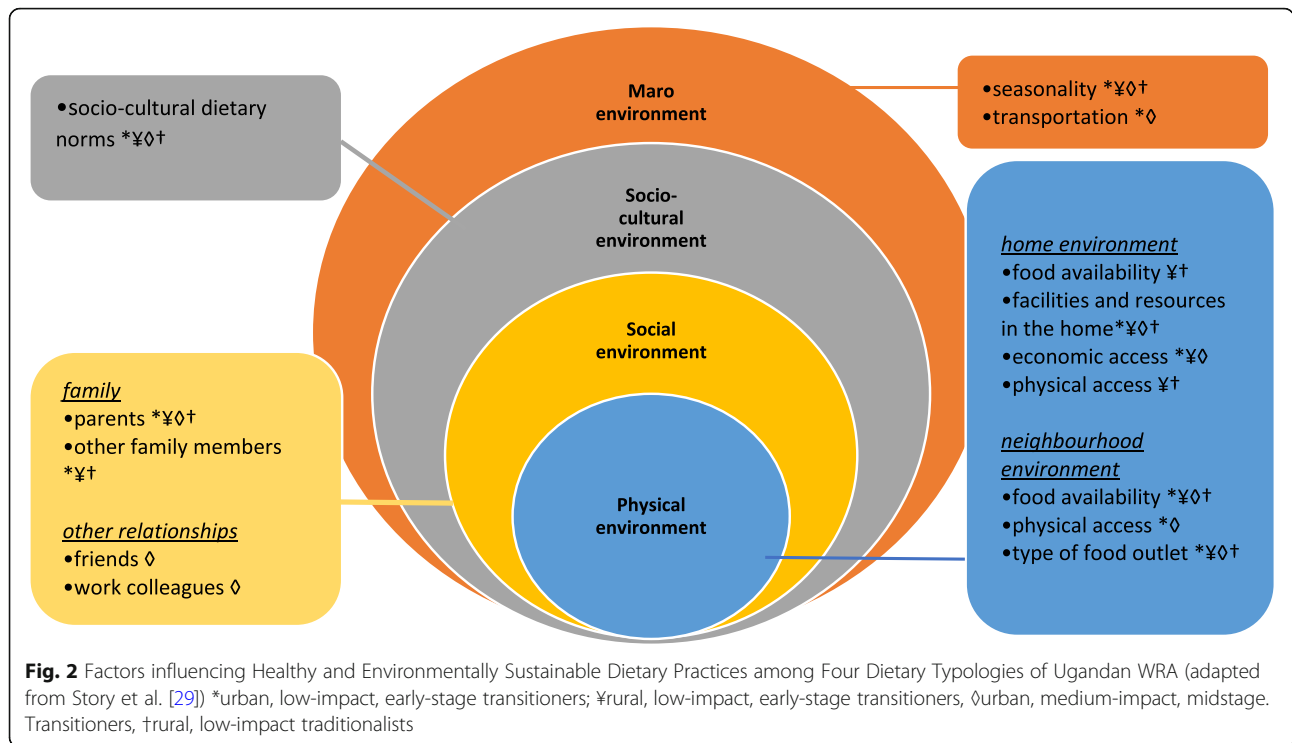 •socio-cultural dietary
norms *¥◊†
Maro
environment
•seasonality *¥◊†
•transportation *◊
Socio-
cultural
environment
Social
environment
Physical
environment
family
•parents *¥◊†
•other family members
*¥†
other relationships
•friends ◊
•work colleagues ◊
home environment
•food availability ¥†
•facilities and resources
in the home*¥◊†
•economic access *¥◊
•physical access ¥†
neighbourhood
environment
•food availability *¥◊†
•physical access *◊
•type of food outlet *¥◊†
Fig. 2 Factors influencing Healthy and Environmentally Sustainable Dietary Practices among Four Dietary Typologies of Ugandan WRA (adapted
from Story et al. [29]) *urban, low-impact, early-stage transitioners; ¥rural, low-impact, early-stage transitioners, ◊urban, medium-impact, midstage.
Transitioners, †rural, low-impact traditionalists